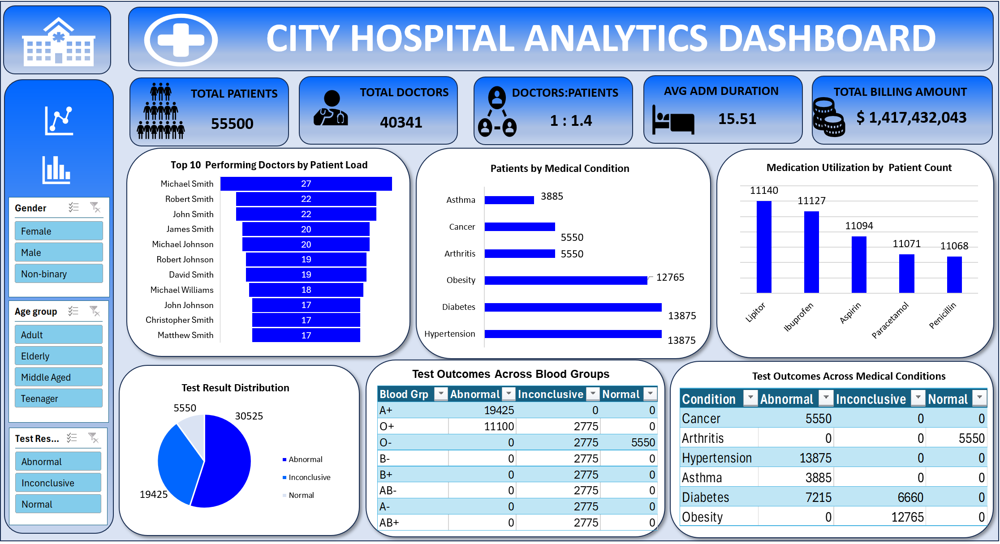 CITY HOSPITAL ANALYTICS DASHBOARD
TOTAL PATIENTS
55500
TOTAL DOCTORS
40341
DOCTORS:PATIENTS
1 : 1.4
AVG ADM DURATION
15.51
TOTAL BILLING AMOUNT
$ 1,417,432,043
Gender
Female
Male
Non-binary
Age group
Adult
Elderly
Middle Aged
Teenager
Test Res...
Abnormal
Inconclusive
Normal
Top 10 Performing Doctors by Patient Load
Michael Smith 27
Robert Smith 22
John Smith 22
James Smith 20
Michael Johnson 20
Robert Johnson 19
David Smith 19
Michael Williams 18
John Johnson 17
Christopher Smith 17
Matthew Smith 17
Patients by Medical Condition
Asthma 3885
Cancer 5550
Arthritis 5550
Obesity 12765
Diabetes 13875
Hypertension 13875
Medication Utilization by Patient Count
11140
11127
11094
11071
11068
Lipitor
Ibuprofen
Aspirin
Paracetamol
Penicillin
Test Result Distribution
5550
30525
19425
Abnormal
Inconclusive
Normal
Test Outcomes Across Blood Groups
Blood Grp Abnormal Inconclusive Normal
A+ 19425 0 0
O+ 11100 2775 0
O- 0 2775 5550
B- 0 2775 0
B+ 0 2775 0
AB- 0 2775 0
A- 0 2775 0
AB+ 0 2775 0
Test Outcomes Across Medical Conditions
Condition Abnormal Inconclusive Normal
Cancer 5550 0 0
Arthritis 0 0 5550
Hypertension 13875 0 0
Asthma 3885 0 0
Diabetes 7215 6660 0
Obesity 0 12765 0